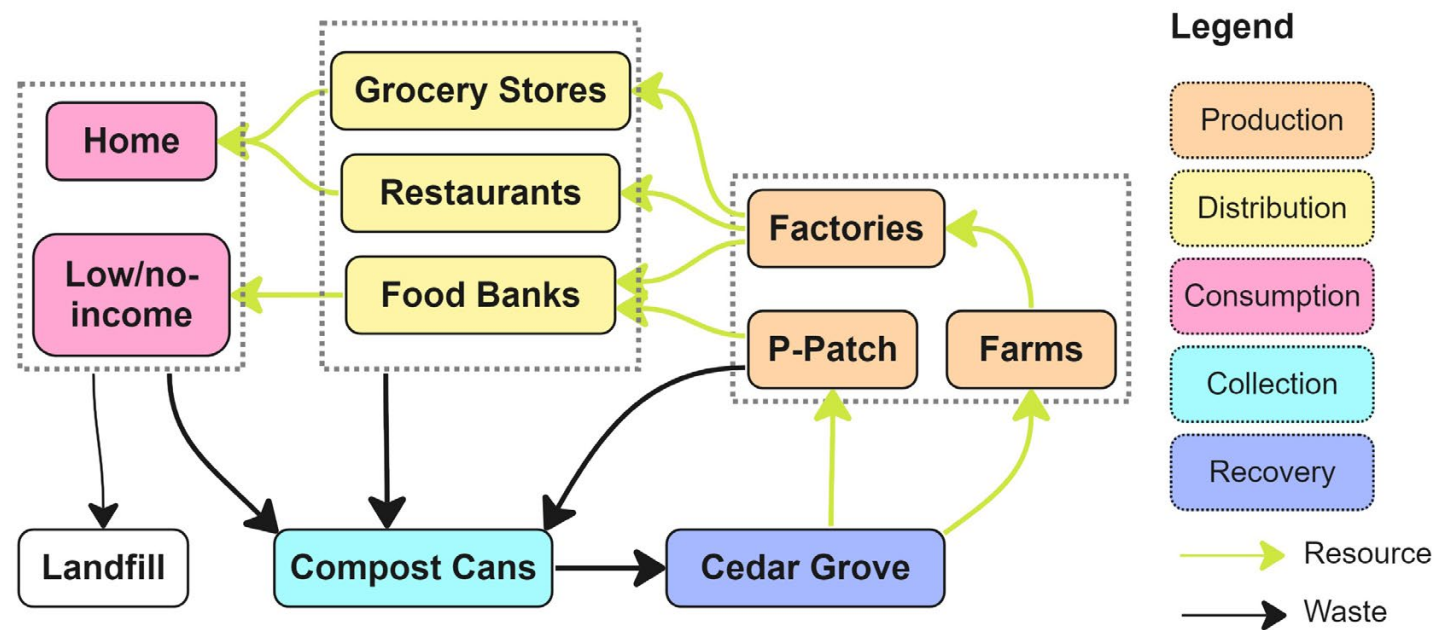 Legend
Grocery Stores
Home
Production
Restaurants
Distribution
Factories
Low/no-
income
Food Banks
Consumption
P-Patch
Farms
Collection
Recovery
Landfill
Compost Cans
Cedar Grove
Resource
Waste